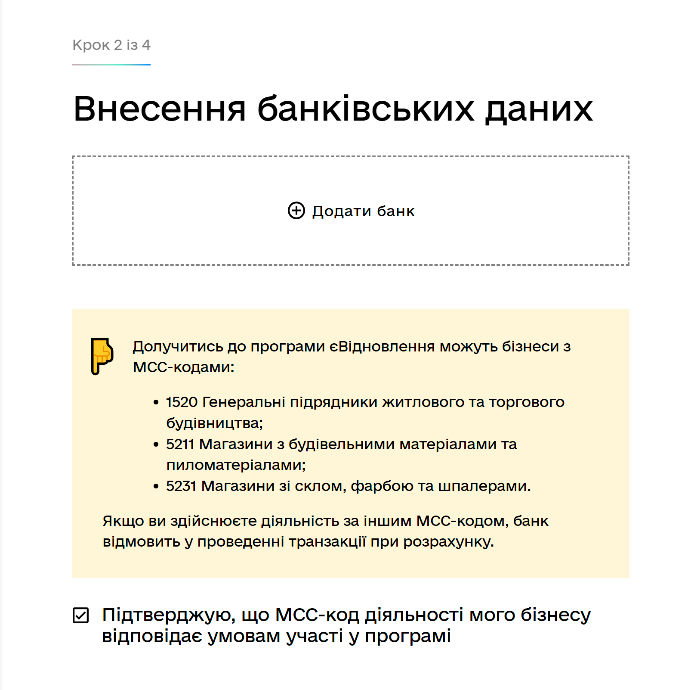 Крок 2 із 4
Внесення банківських даних
Додати банк
Долучитись до програми єВідновлення можуть бізнеси з
МСС-кодами:
• 1520 Генеральні підрядники житлового та торгового
будівництва;
• 5211 Магазини з будівельними матеріалами та
пиломатеріалами;
• 5231 Магазини зі склом, фарбою та шпалерами.
Якщо ви здійснюєте діяльність за іншим МСС-кодом, банк
відмовить у проведенні транзакції при розрахунку.
Підтверджую, що МСС-код діяльності мого бізнесу
відповідає умовам участі у програмі